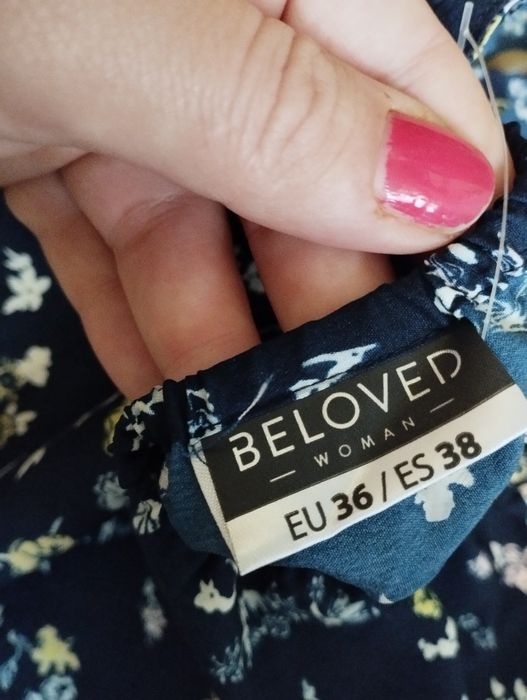 BELOVED
— WOMAN —
EU 36 / ES 38